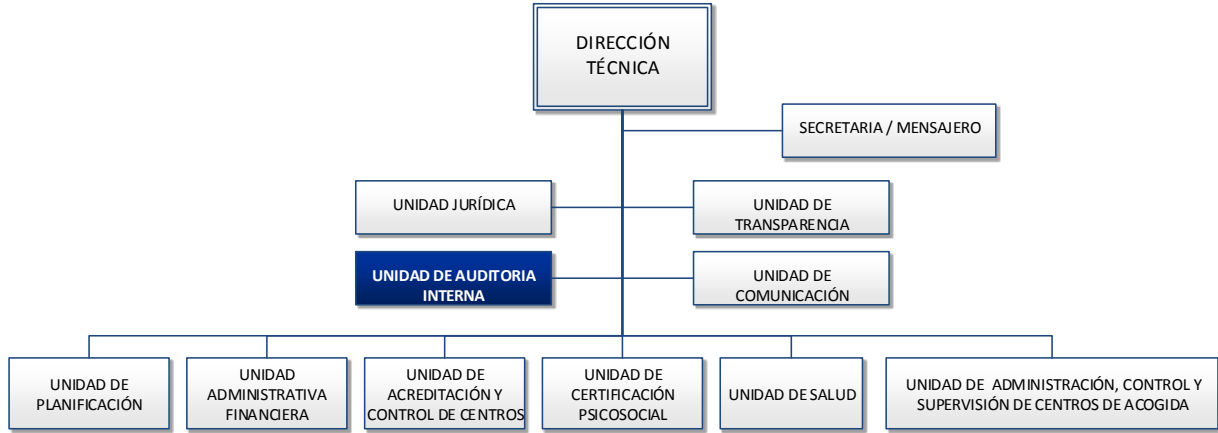 DIRECCIÓN
TÉCNICA
SECRETARIA / MENSAJERO
UNIDAD JURÍDICA
UNIDAD DE
TRANSPARENCIA
UNIDAD DE AUDITORIA
INTERNA
UNIDAD DE
COMUNICACIÓN
UNIDAD DE
PLANIFICACIÓN
UNIDAD
ADMINISTRATIVA
FINANCIERA
UNIDAD DE
ACREDITACIÓN Y
CONTROL DE CENTROS
UNIDAD DE
CERTIFICACIÓN
PSICOSOCIAL
UNIDAD DE SALUD
UNIDAD DE ADMINISTRACIÓN, CONTROL Y
SUPERVISIÓN DE CENTROS DE ACOGIDA